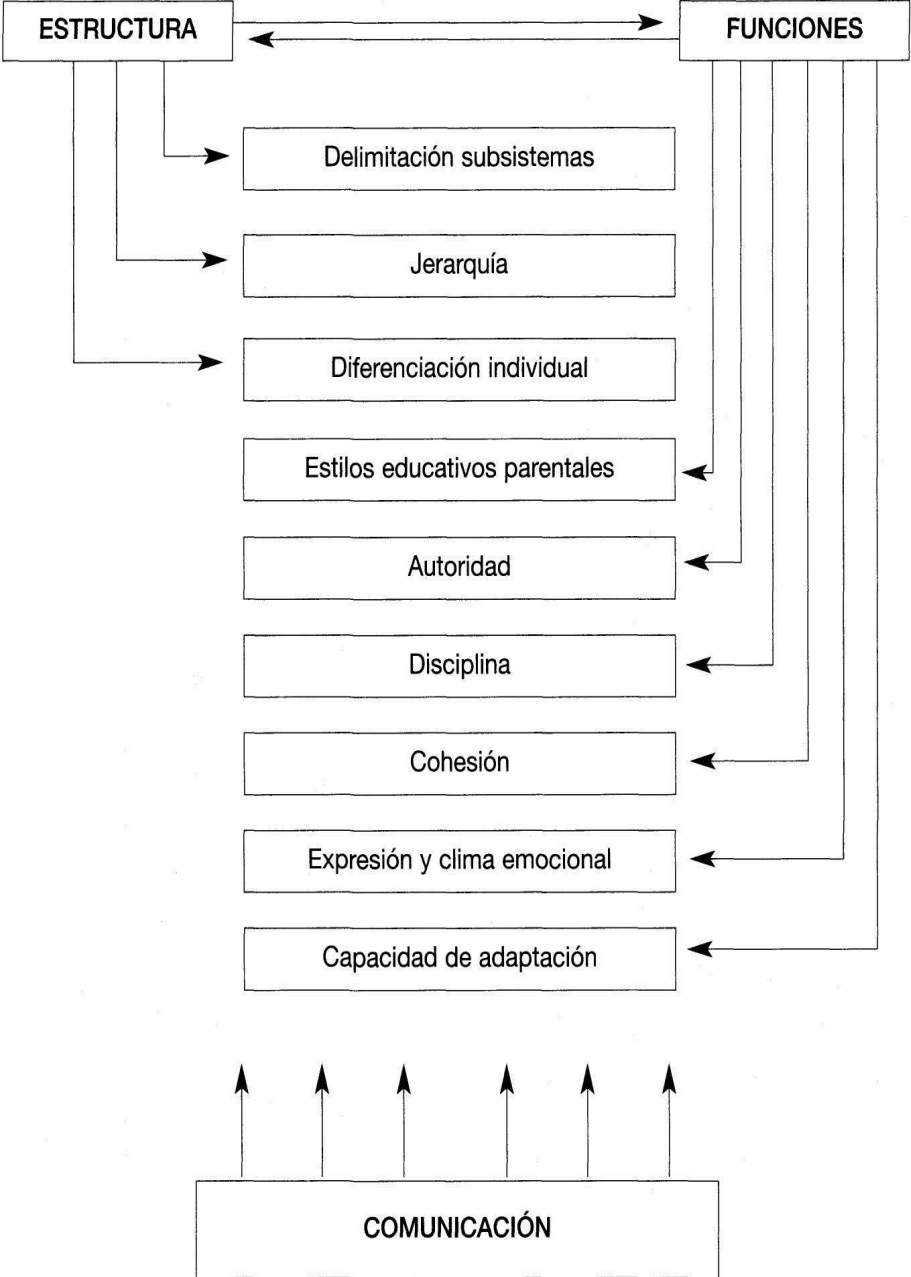 ESTRUCTURA
FUNCIONES
Delimitación subsistemas
Jerarquía
Diferenciación individual
Estilos educativos parentales
Autoridad
Disciplina
Cohesión
Expresión y clima emocional
Capacidad de adaptación
COMUNICACIÓN